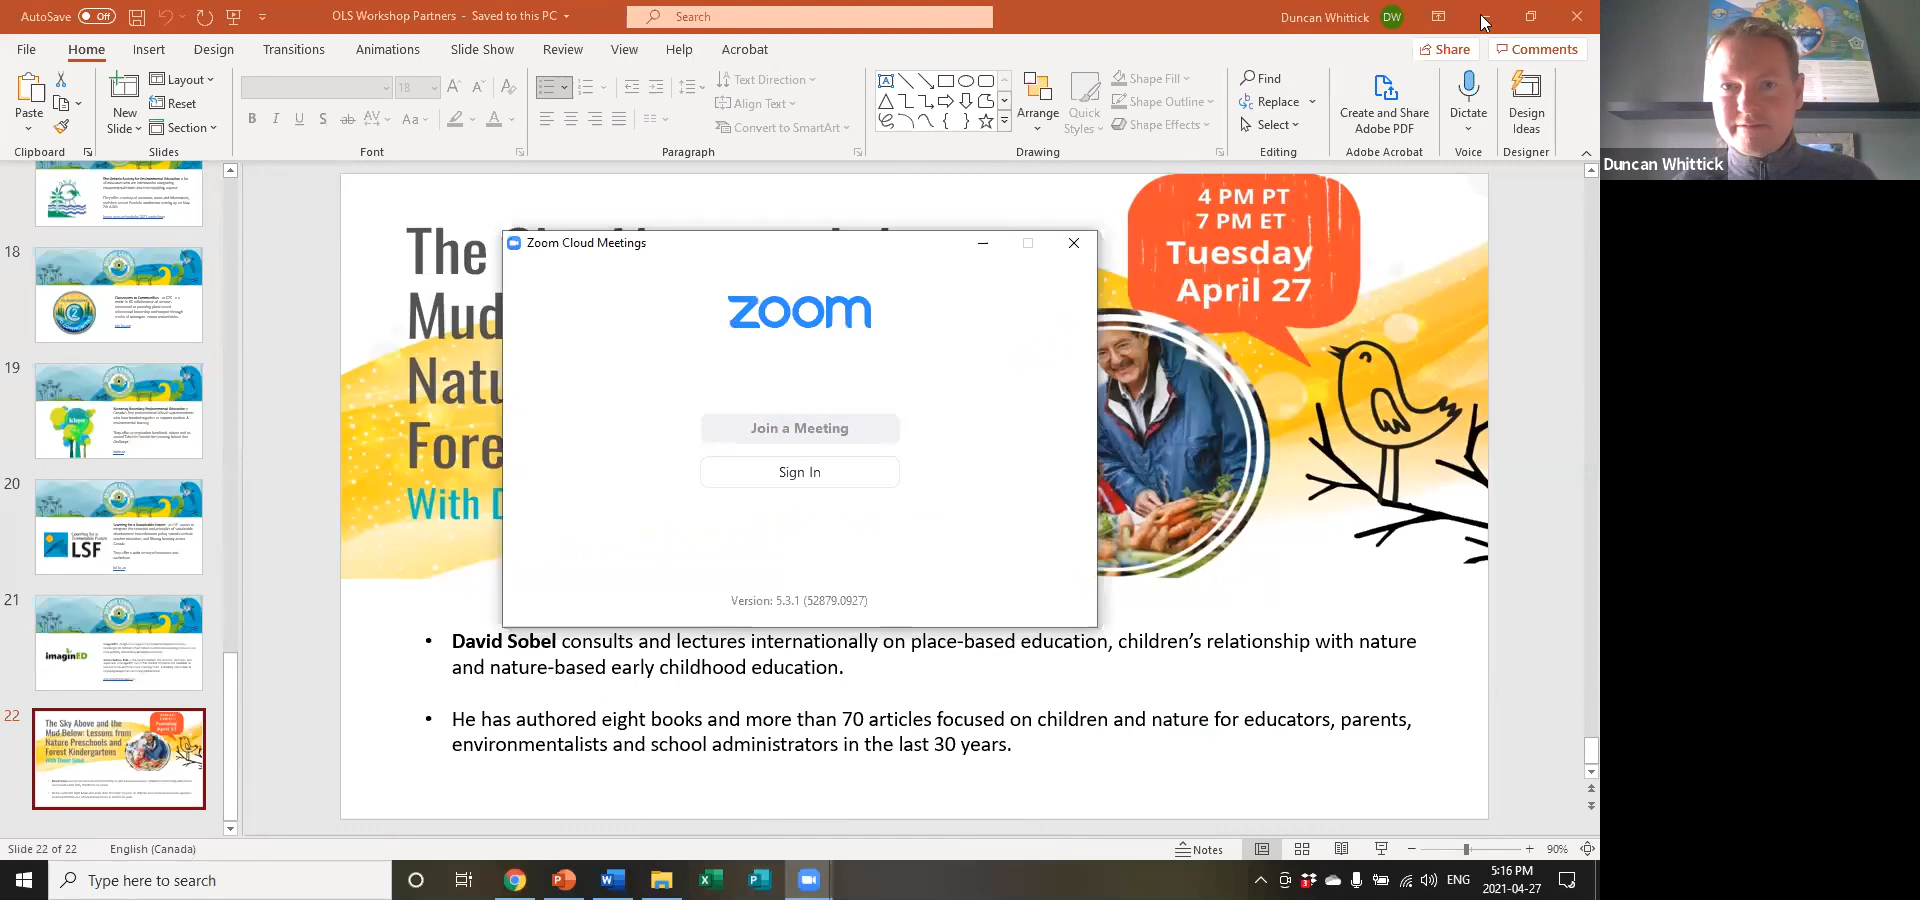 AutoSave Off
OLS Workshop Partners - Saved to this PC
Search
Duncan Whittick DW
File Home Insert Design Transitions Animations Slide Show Review View Help Acrobat
Share Comments
Paste
Clipboard
New
Slide
Layout
Reset
Section
Slides
18
B I U S ab AV Aa A
Font
Text Direction
Align Text
Convert to SmartArt
Paragraph
Arrange
Quick
Styles
Shape Fill
Shape Outline
Shape Effects
Drawing
Find
Replace
Select
Editing
Create and Share
Adobe PDF
Adobe Acrobat
Dictate
Voice
Design
Ideas
Designer
Duncan Whittick
18
19
20
LSF
21
imaginED
22
The Sky Above and the
Mud Below: Lessons from
Nature Preschools and
Forest Kindergartens
With David Sobel
The
Mud
Natu
Fore
With D
4 PM PT
7 PM ET
Tuesday
April 27
Zoom Cloud Meetings
zoom
Join a Meeting
Sign In
Version: 5.3.1 (52879.0927)
• David Sobel consults and lectures internationally on place-based education, children's relationship with nature
and nature-based early childhood education.
• He has authored eight books and more than 70 articles focused on children and nature for educators, parents,
environmentalists and school administrators in the last 30 years.
Slide 22 of 22
English (Canada)
Notes
90%
Type here to search
ENG
5:16 PM
2021-04-27